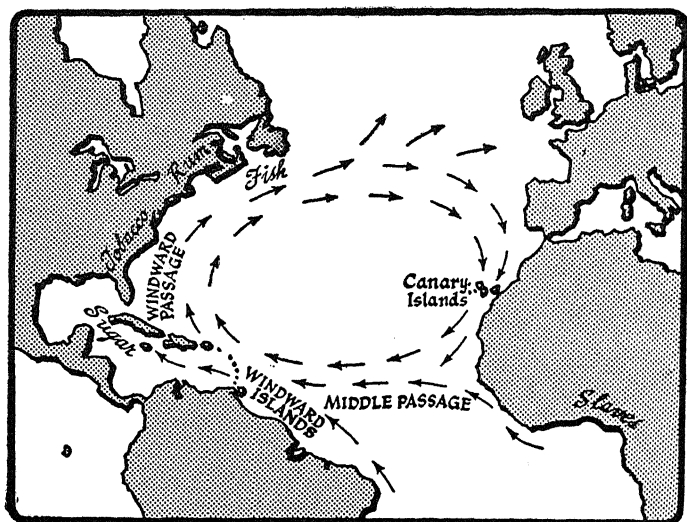 Rum
Fish
Tobacco
WINDWARD
PASSAGE
Canary
Islands
Sugar
WINDWARD
ISLANDS
MIDDLE PASSAGE
Slaves